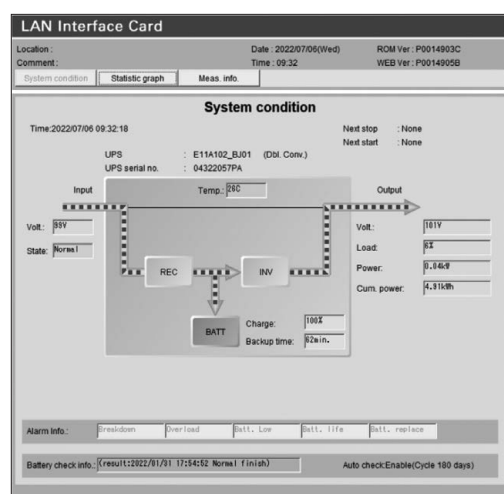 LAN Interface Card
Location :
Date : 2022/07/06(Wed)
ROM Ver : P0014903C
Comment :
Time : 09:32
WEB Ver : P0014905B
System condition
Statistic graph
Meas. info.
System condition
Time:2022/07/06 09:32:18
Next stop : None
Next start : None
UPS : E11A102_BJ01 (Dbl. Conv.)
UPS serial no. : 04322057PA
Input
Temp.: 26C
Output
Volt.: 99V
Volt.: 101V
State: Normal
Load: 6%
REC
INV
Power: 0.04kW
Cum. power: 4.91kWh
BATT
Charge: 100%
Backup time: 62min.
Alarm Info.: Breakdown Overload Batt. Low Batt. life Batt. replace
Battery check info.: (result:2022/01/31 17:54:52 Normal finish) Auto check:Enable(Cycle 180 days)